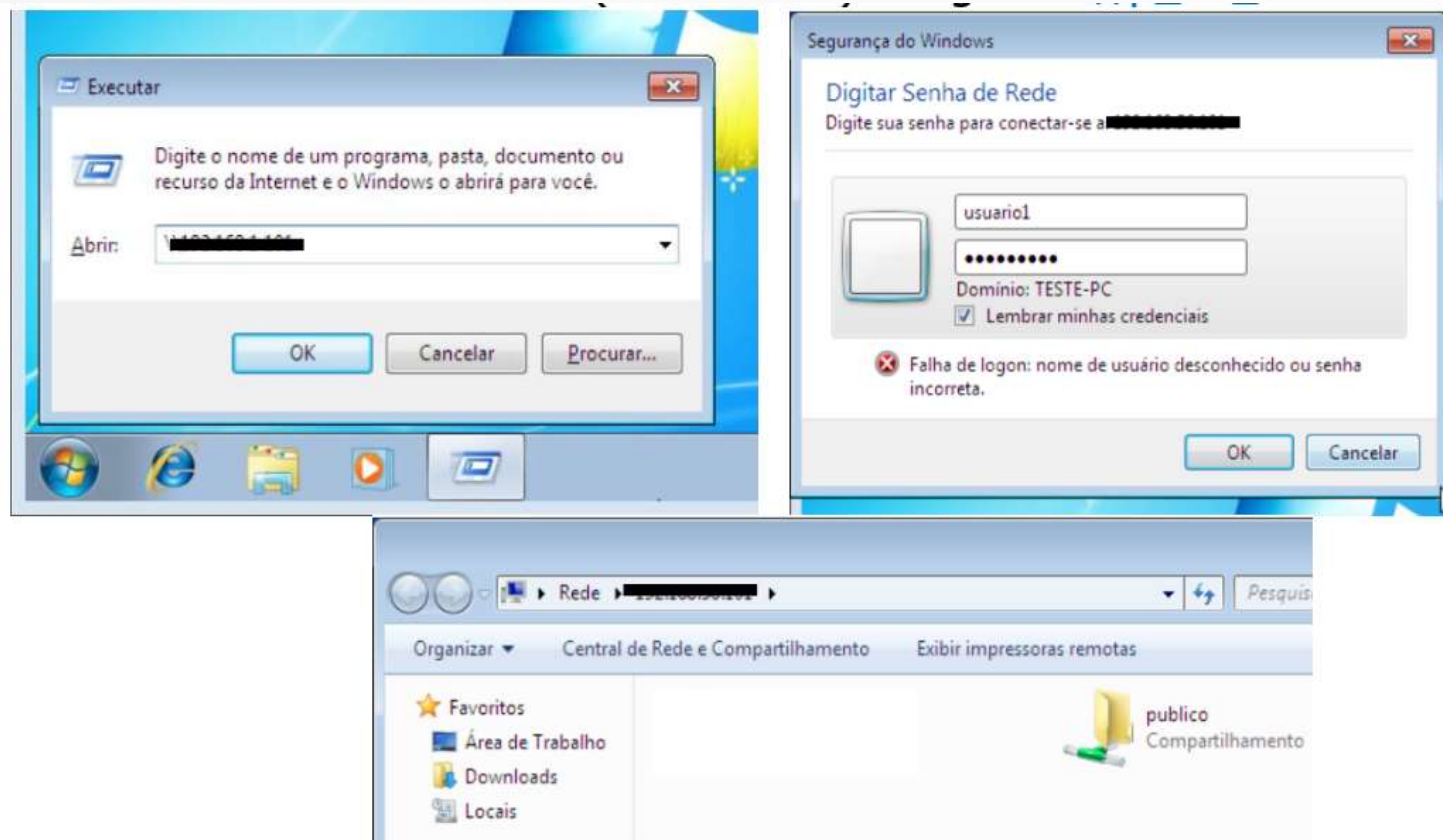 Executar
Digite o nome de um programa, pasta, documento ou
recurso da Internet e o Windows o abrirá para você.
Abrir:
OK
Cancelar
Procurar...
Segurança do Windows
Digitar Senha de Rede
Digite sua senha para conectar-se a
usuario1
•••••••••
Domínio: TESTE-PC
Lembrar minhas credenciais
Falha de logon: nome de usuário desconhecido ou senha
incorreta.
OK
Cancelar
Rede
Organizar
Central de Rede e Compartilhamento
Exibir impressoras remotas
Favoritos
Área de Trabalho
Downloads
Locais
publico
Compartilhamento